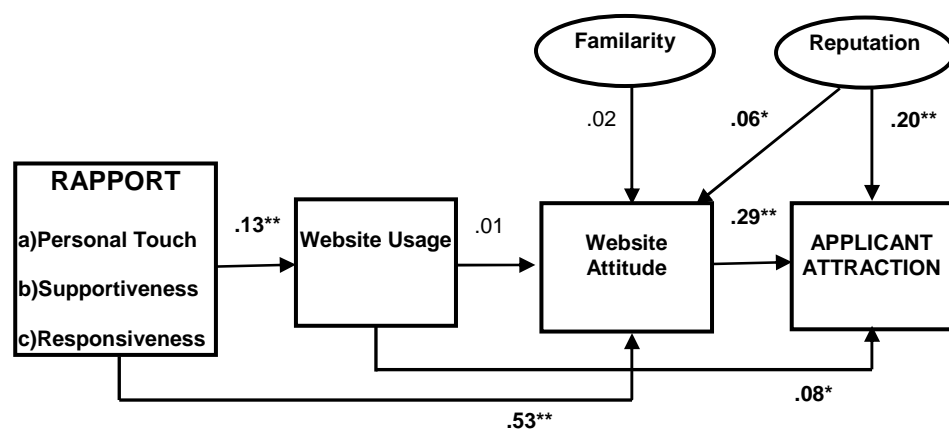 Familarity
Reputation
.02
.06*
.20**
RAPPORT
a)Personal Touch
b)Supportiveness
c)Responsiveness
.13**
Website Usage
.01
Website
Attitude
.29**
APPLICANT
ATTRACTION
.08*
.53**